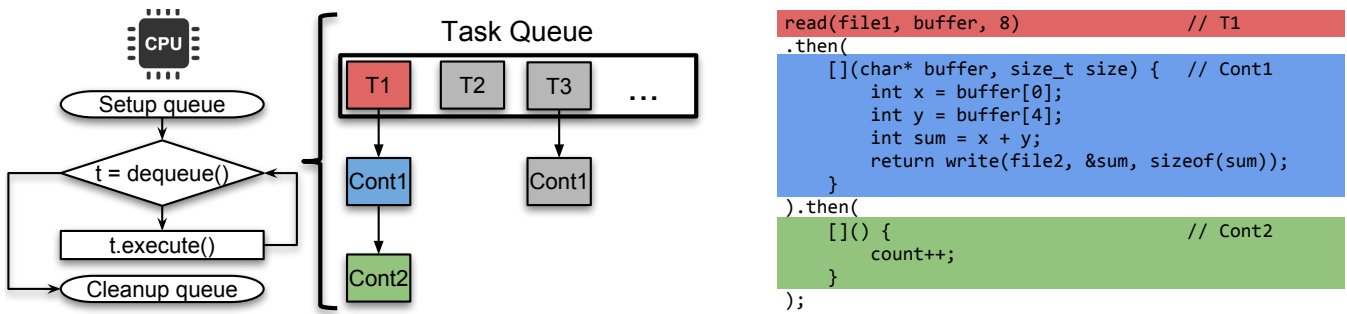 CPU
Setup queue
t = dequeue()
t.execute()
Cleanup queue
Task Queue
T1 T2 T3 ...
Cont1 Cont1
Cont2
read(file1, buffer, 8) // T1
.then(
[](char* buffer, size_t size) { // Cont1
int x = buffer[0];
int y = buffer[4];
int sum = x + y;
return write(file2, &sum, sizeof(sum));
}
).then(
[]() { // Cont2
count++;
}
);